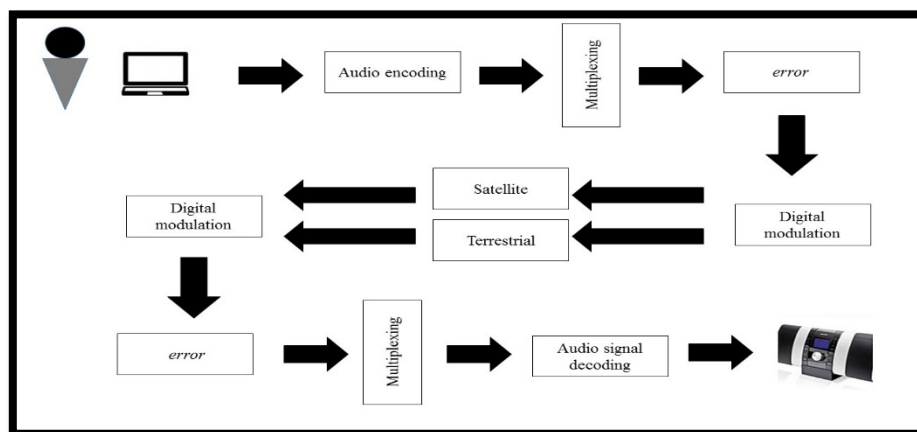 Audio encoding
Multiplexing
error
Digital
modulation
Satellite
Terrestrial
Digital
modulation
error
Multiplexing
Audio signal
decoding